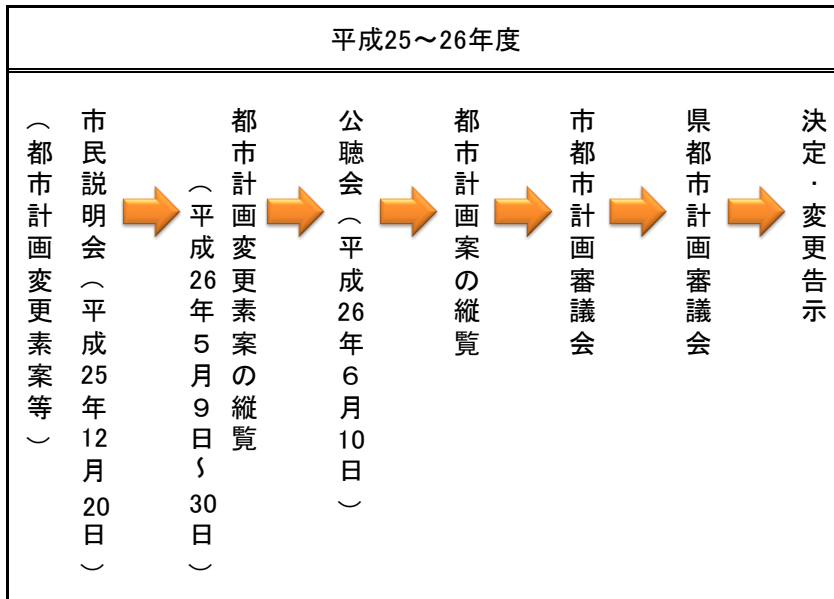 平成25～26年度
市民説明会（平成25年12月20日）
（都市計画変更素案等）
都市計画変更素案の縦覧
（平成26年５月９日～30日）
公聴会（平成26年６月10日）
都市計画案の縦覧
市都市計画審議会
県都市計画審議会
決定・変更告示